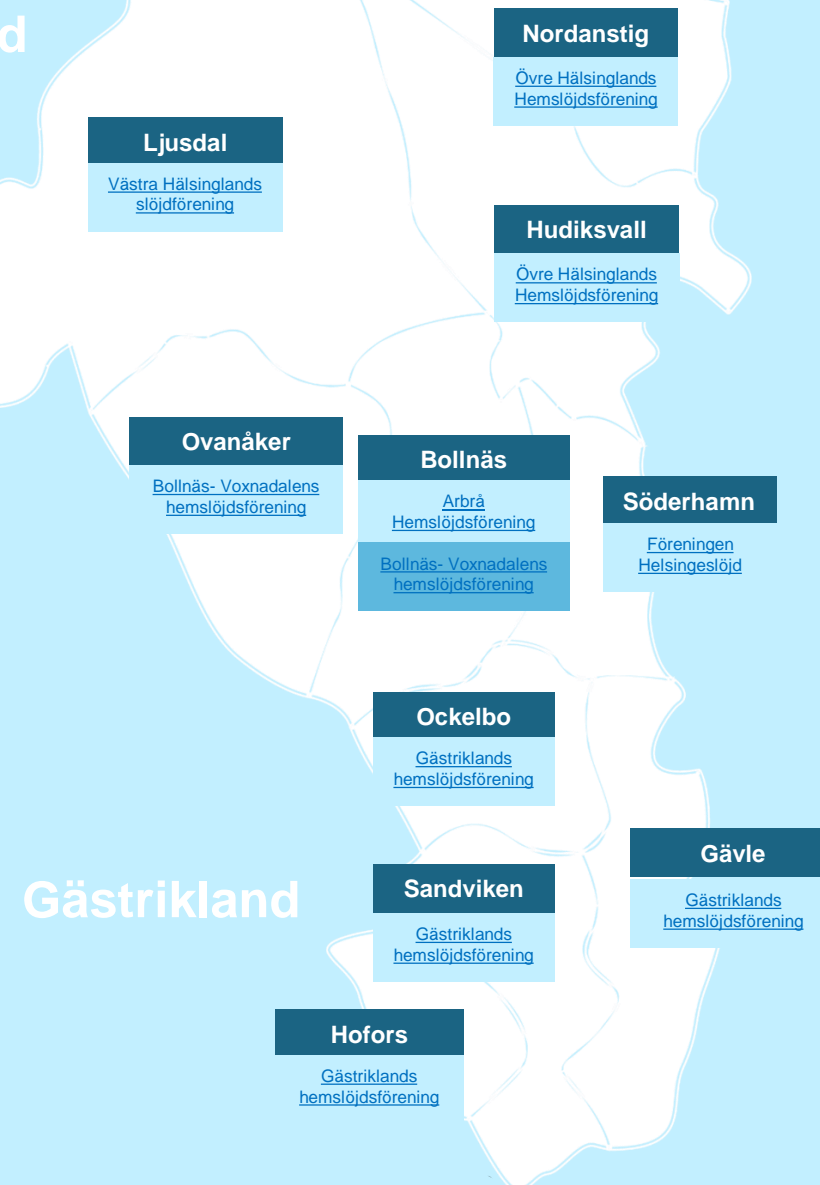 d
Nordanstig
Övre Hälsinglands
Hemslöjdsförening
Ljusdal
Västra Hälsinglands
slöjdförening
Hudiksvall
Övre Hälsinglands
Hemslöjdsförening
Ovanåker
Bollnäs- Voxnadalens
hemslöjdsförening
Bollnäs
Arbrå
Hemslöjdsförening
Bollnäs- Voxnadalens
hemslöjdsförening
Söderhamn
Föreningen
Helsingeslöjd
Ockelbo
Gästriklands
hemslöjdsförening
Gävle
Gästriklands
hemslöjdsförening
Gästrikland
Sandviken
Gästriklands
hemslöjdsförening
Hofors
Gästriklands
hemslöjdsförening